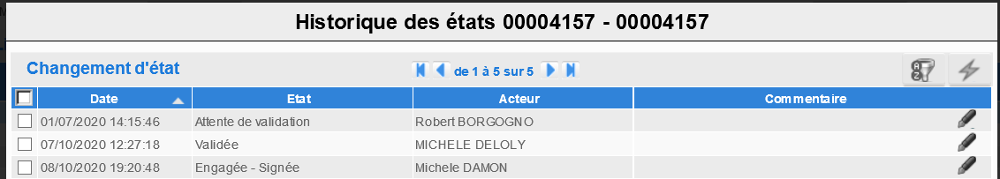 Historique des états 00004157 - 00004157
Changement d'état
de 1 à 5 sur 5
Date Etat Acteur Commentaire
01/07/2020 14:15:46 Attente de validation Robert BORGOGNO
07/10/2020 12:27:18 Validée MICHELE DELOLY
08/10/2020 19:20:48 Engagée - Signée Michele DAMON